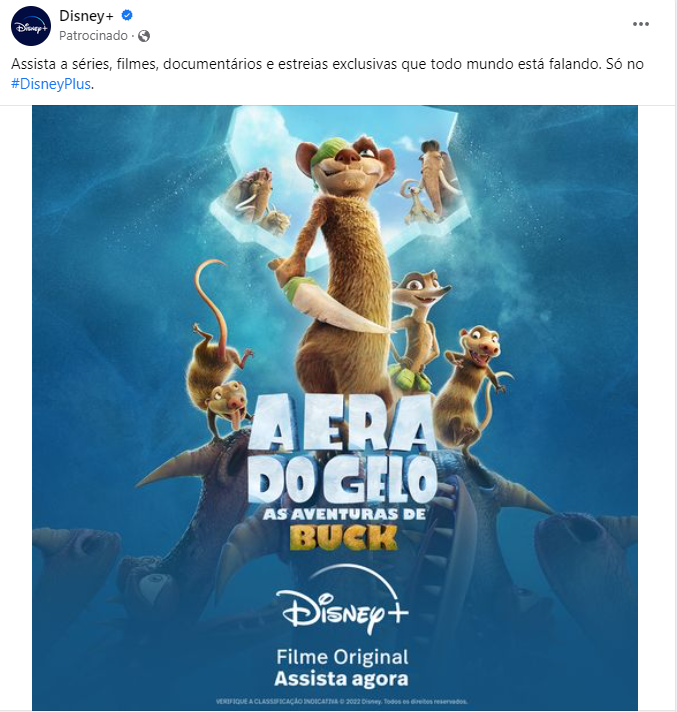 Disney+
Disney+
Patrocinado ·
Assista a séries, filmes, documentários e estreias exclusivas que todo mundo está falando. Só no
#DisneyPlus.
A ERA
DO GELO
AS AVENTURAS DE
BUCK
Disney+
Filme Original
Assista agora
VERIFIQUE A CLASSIFICAÇÃO INDICATIVA © 2022 Disney. Todos os direitos reservados.